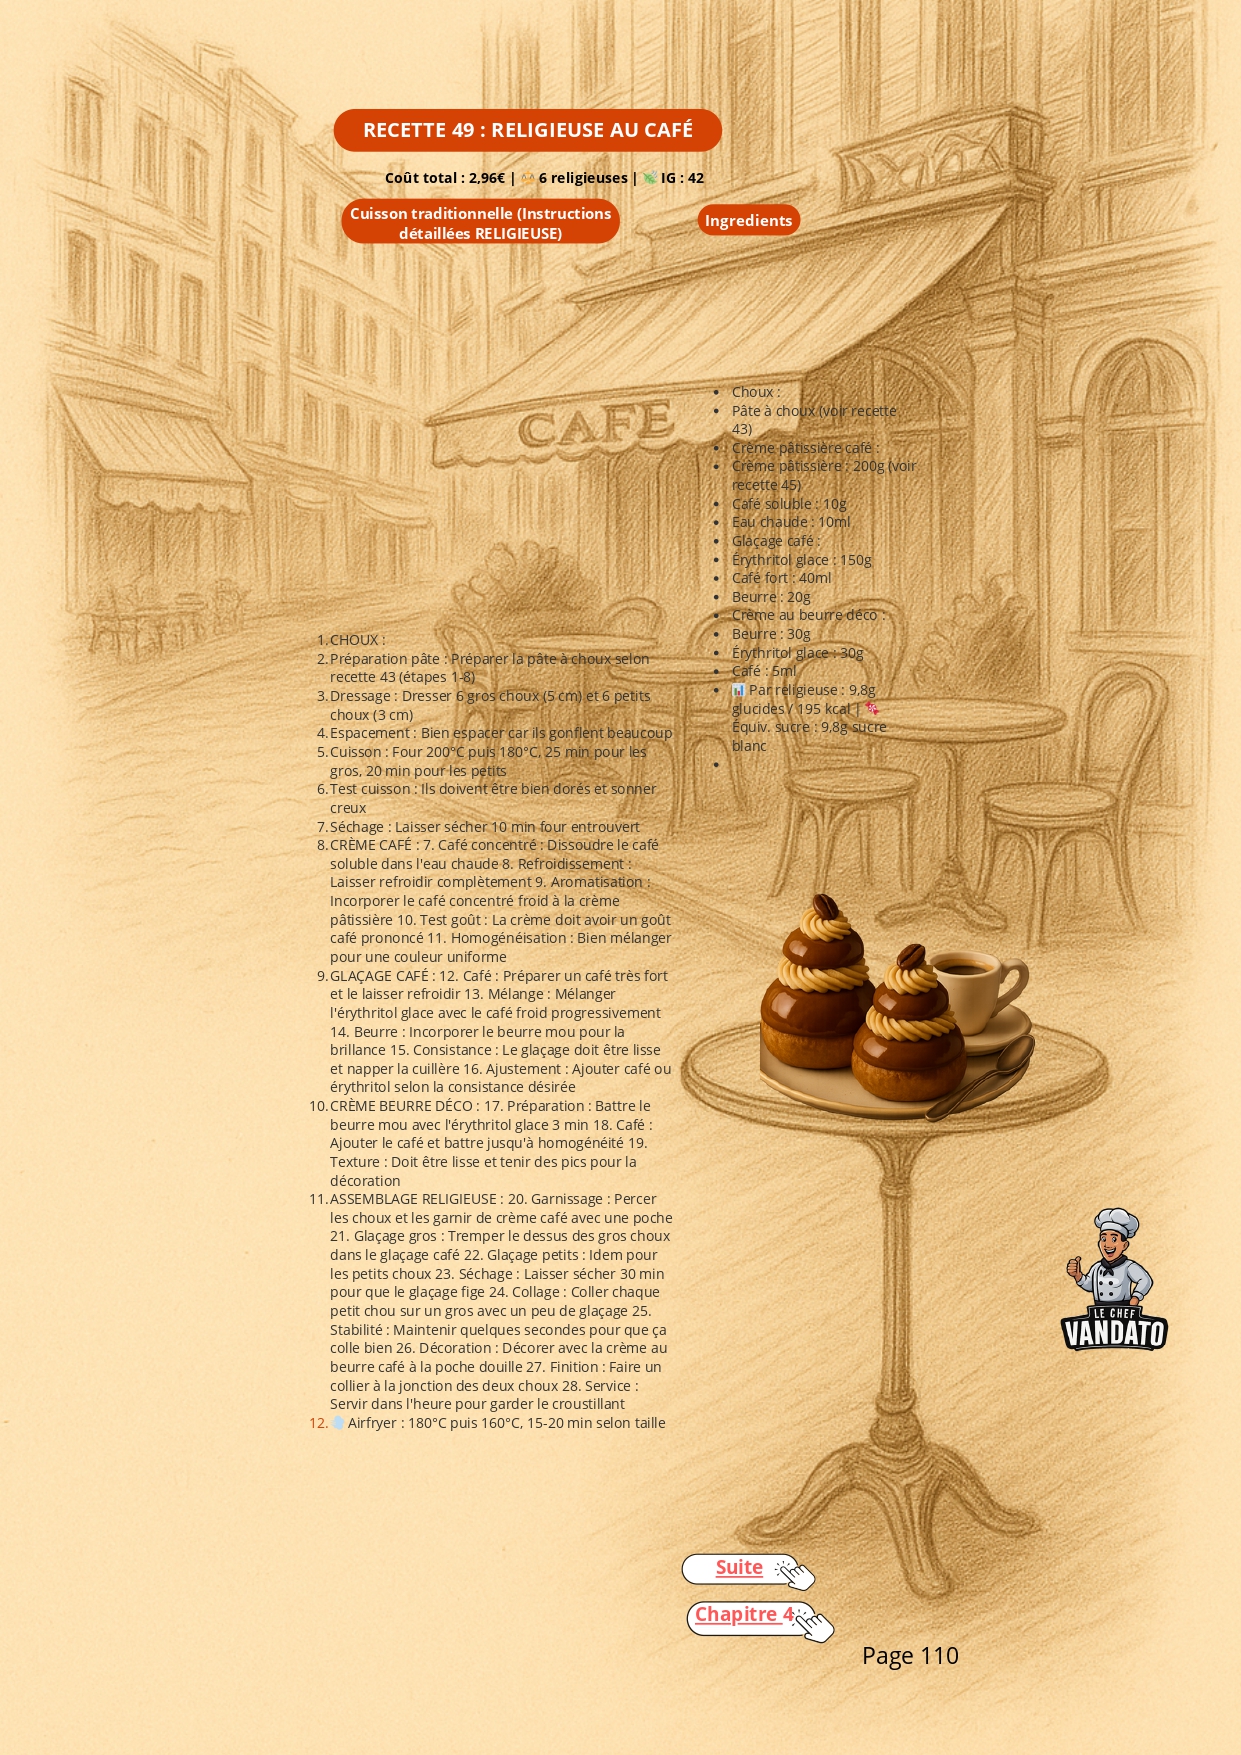 RECETTE 49 : RELIGIEUSE AU CAFÉ
Coût total : 2,96€ | 6 religieuses | IG : 42
Cuisson traditionnelle (Instructions
détaillées RELIGIEUSE)
Ingredients
CAFE
• Choux :
• Pâte à choux (voir recette
43)
• Crème pâtissière café :
• Crème pâtissière : 200g (voir
recette 45)
• Café soluble : 10g
• Eau chaude : 10ml
• Glaçage café :
• Érythritol glace : 150g
• Café fort : 40ml
• Beurre : 20g
• Crème au beurre déco :
• Beurre : 30g
• Érythritol glace : 30g
• Café : 5ml
• 📊 Par religieuse : 9,8g
glucides / 195 kcal | 🍬
Équiv. sucre : 9,8g sucre
blanc
•
1. CHOUX :
2. Préparation pâte : Préparer la pâte à choux selon
recette 43 (étapes 1-8)
3. Dressage : Dresser 6 gros choux (5 cm) et 6 petits
choux (3 cm)
4. Espacement : Bien espacer car ils gonflent beaucoup
5. Cuisson : Four 200°C puis 180°C, 25 min pour les
gros, 20 min pour les petits
6. Test cuisson : Ils doivent être bien dorés et sonner
creux
7. Séchage : Laisser sécher 10 min four entrouvert
8. CRÈME CAFÉ : 7. Café concentré : Dissoudre le café
soluble dans l'eau chaude 8. Refroidissement :
Laisser refroidir complètement 9. Aromatisation :
Incorporer le café concentré froid à la crème
pâtissière 10. Test goût : La crème doit avoir un goût
café prononcé 11. Homogénéisation : Bien mélanger
pour une couleur uniforme
9. GLAÇAGE CAFÉ : 12. Café : Préparer un café très fort
et le laisser refroidir 13. Mélange : Mélanger
l'érythritol glace avec le café froid progressivement
14. Beurre : Incorporer le beurre mou pour la
brillance 15. Consistance : Le glaçage doit être lisse
et napper la cuillère 16. Ajustement : Ajouter café ou
érythritol selon la consistance désirée
10. CRÈME BEURRE DÉCO : 17. Préparation : Battre le
beurre mou avec l'érythritol glace 3 min 18. Café :
Ajouter le café et battre jusqu'à homogénéité 19.
Texture : Doit être lisse et tenir des pics pour la
décoration
11. ASSEMBLAGE RELIGIEUSE : 20. Garnissage : Percer
les choux et les garnir de crème café avec une poche
21. Glaçage gros : Tremper le dessus des gros choux
dans le glaçage café 22. Glaçage petits : Idem pour
les petits choux 23. Séchage : Laisser sécher 30 min
pour que le glaçage fige 24. Collage : Coller chaque
petit chou sur un gros avec un peu de glaçage 25.
Stabilité : Maintenir quelques secondes pour que ça
colle bien 26. Décoration : Décorer avec la crème au
beurre café à la poche douille 27. Finition : Faire un
collier à la jonction des deux choux 28. Service :
Servir dans l'heure pour garder le croustillant
12. Airfryer : 180°C puis 160°C, 15-20 min selon taille
LE CHEF
VANDATO
Suite
Chapitre 4
Page 110